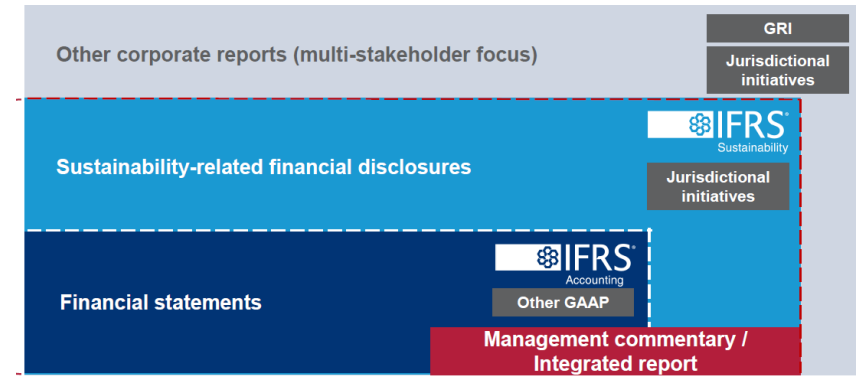 Other corporate reports (multi-stakeholder focus)
GRI
Jurisdictional
initiatives
IFRS
Sustainability
Sustainability-related financial disclosures
Jurisdictional
initiatives
IFRS
Accounting
Financial statements
Other GAAP
Management commentary /
Integrated report